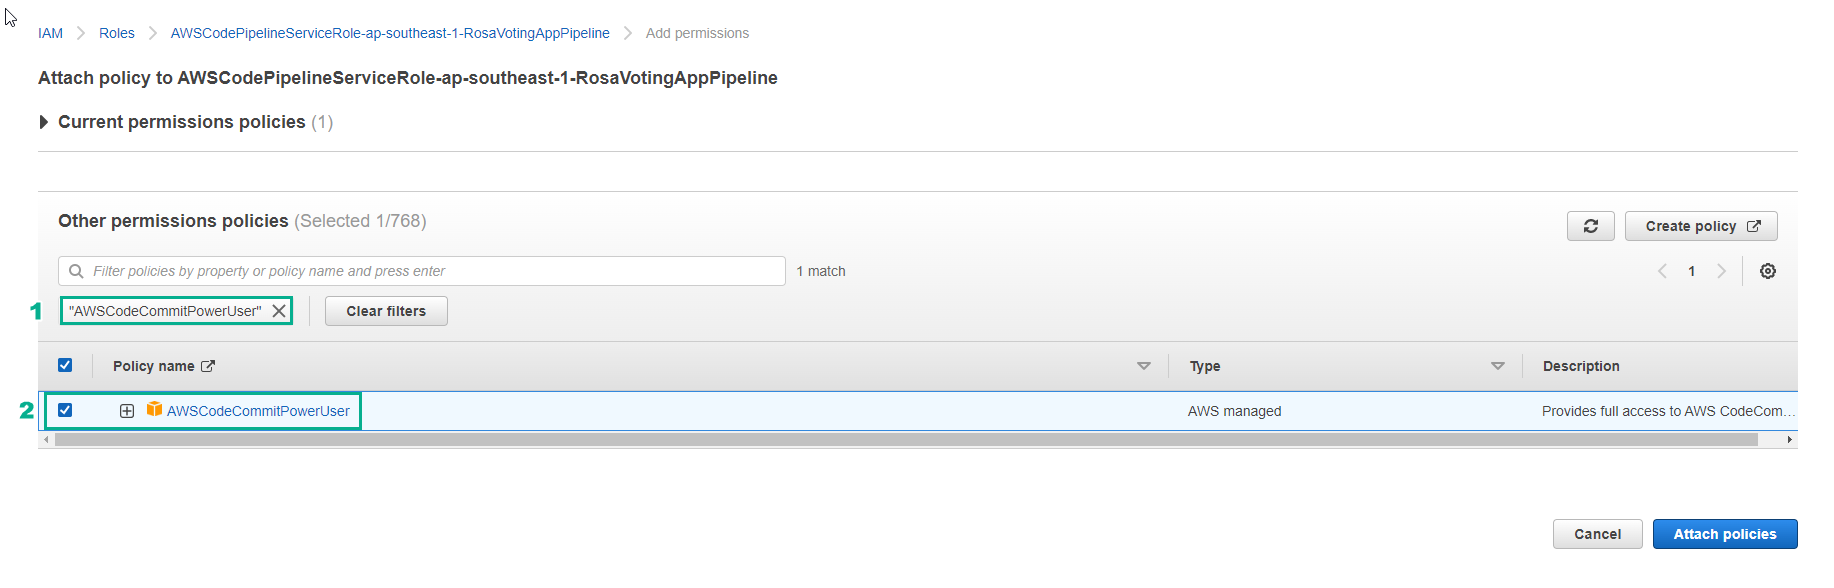 IAM > Roles > AWSCodePipelineServiceRole-ap-southeast-1-RosaVotingAppPipeline > Add permissions
Attach policy to AWSCodePipelineServiceRole-ap-southeast-1-RosaVotingAppPipeline
Current permissions policies (1)
Other permissions policies (Selected 1/768)
Create policy
Filter policies by property or policy name and press enter
1 match
1
1 "AWSCodeCommitPowerUser"
Clear filters
Policy name Type Description
2 AWSCodeCommitPowerUser AWS managed Provides full access to AWS CodeCom...
Cancel Attach policies